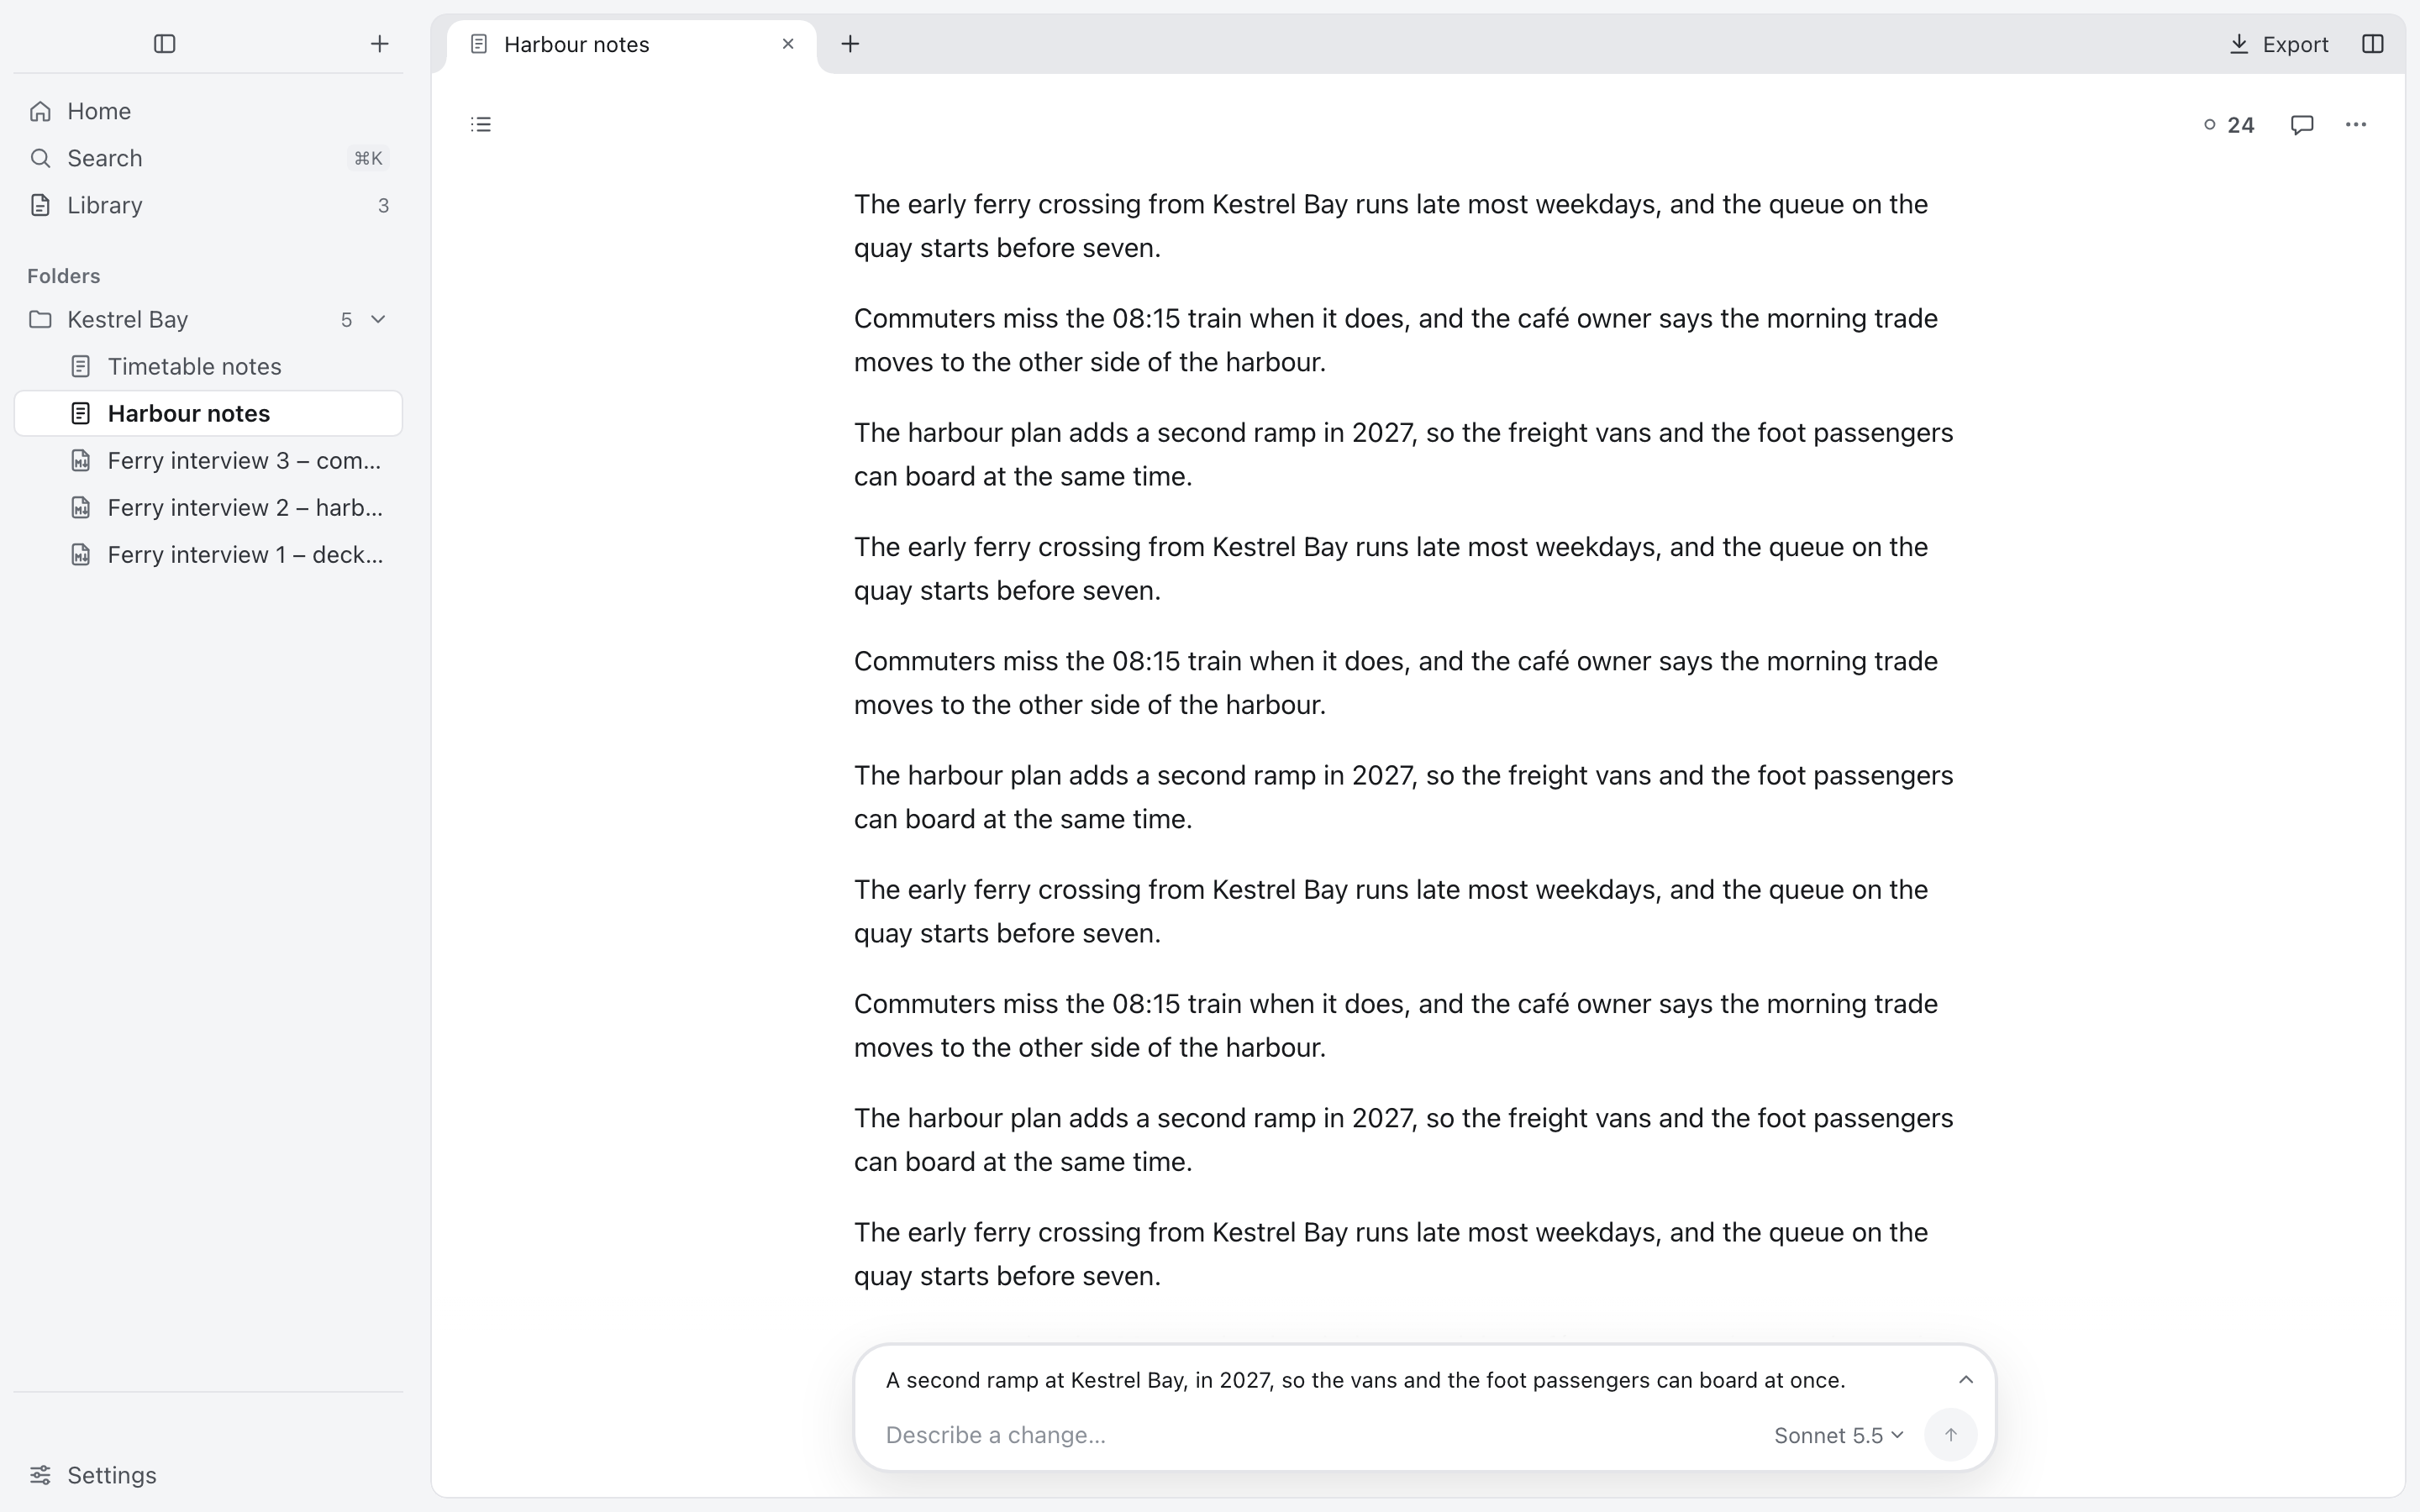 Harbour notes
Export
Home
Search ⌘K
Library 3
Folders
Kestrel Bay 5
Timetable notes
Harbour notes
Ferry interview 3 – com...
Ferry interview 2 – harb...
Ferry interview 1 – deck...
Settings
24
The early ferry crossing from Kestrel Bay runs late most weekdays, and the queue on the
quay starts before seven.
Commuters miss the 08:15 train when it does, and the café owner says the morning trade
moves to the other side of the harbour.
The harbour plan adds a second ramp in 2027, so the freight vans and the foot passengers
can board at the same time.
The early ferry crossing from Kestrel Bay runs late most weekdays, and the queue on the
quay starts before seven.
Commuters miss the 08:15 train when it does, and the café owner says the morning trade
moves to the other side of the harbour.
The harbour plan adds a second ramp in 2027, so the freight vans and the foot passengers
can board at the same time.
The early ferry crossing from Kestrel Bay runs late most weekdays, and the queue on the
quay starts before seven.
Commuters miss the 08:15 train when it does, and the café owner says the morning trade
moves to the other side of the harbour.
The harbour plan adds a second ramp in 2027, so the freight vans and the foot passengers
can board at the same time.
The early ferry crossing from Kestrel Bay runs late most weekdays, and the queue on the
quay starts before seven.
A second ramp at Kestrel Bay, in 2027, so the vans and the foot passengers can board at once.
Describe a change...
Sonnet 5.5